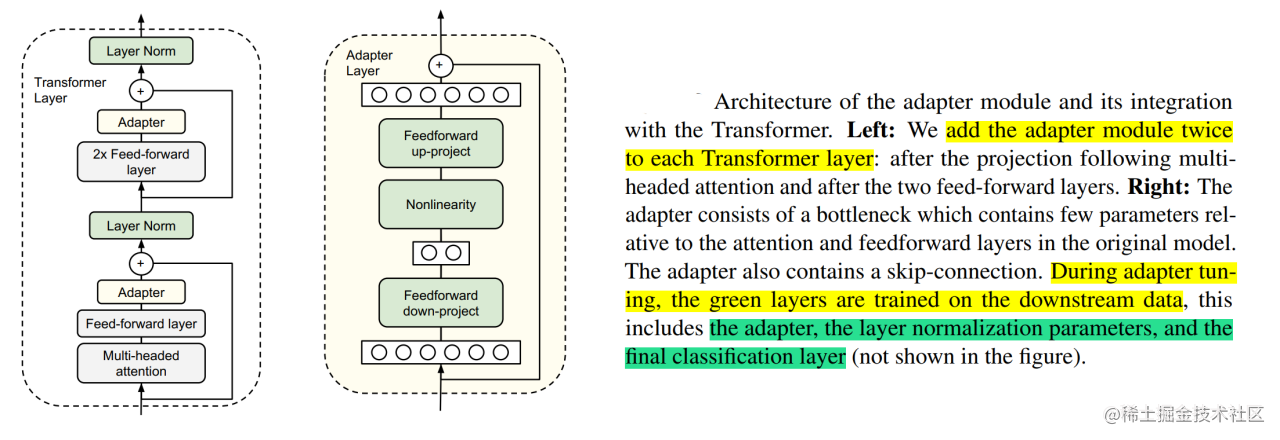 Layer Norm
Transformer
Layer
+
Adapter
2x Feed-forward
layer
Layer Norm
+
Adapter
Feed-forward layer
Multi-headed
attention
Adapter
Layer
+
Feedforward
up-project
Nonlinearity
Feedforward
down-project
Architecture of the adapter module and its integration
with the Transformer. Left: We add the adapter module twice
to each Transformer layer: after the projection following multi-
headed attention and after the two feed-forward layers. Right: The
adapter consists of a bottleneck which contains few parameters rel-
ative to the attention and feedforward layers in the original model.
The adapter also contains a skip-connection. During adapter tun-
ing, the green layers are trained on the downstream data, this
includes the adapter, the layer normalization parameters, and the
final classification layer (not shown in the figure).
@稀土掘金技术社区